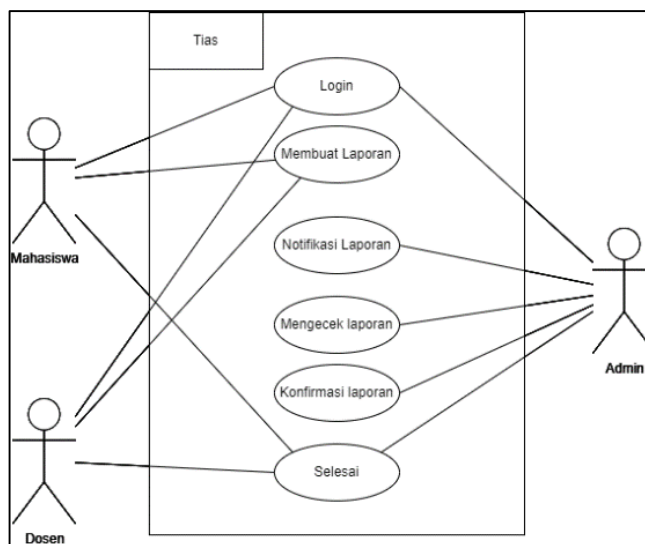 Tias
Login
Membuat Laporan
Notifikasi Laporan
Mengecek laporan
Konfirmasi laporan
Selesai
Mahasiswa
Dosen
Admin